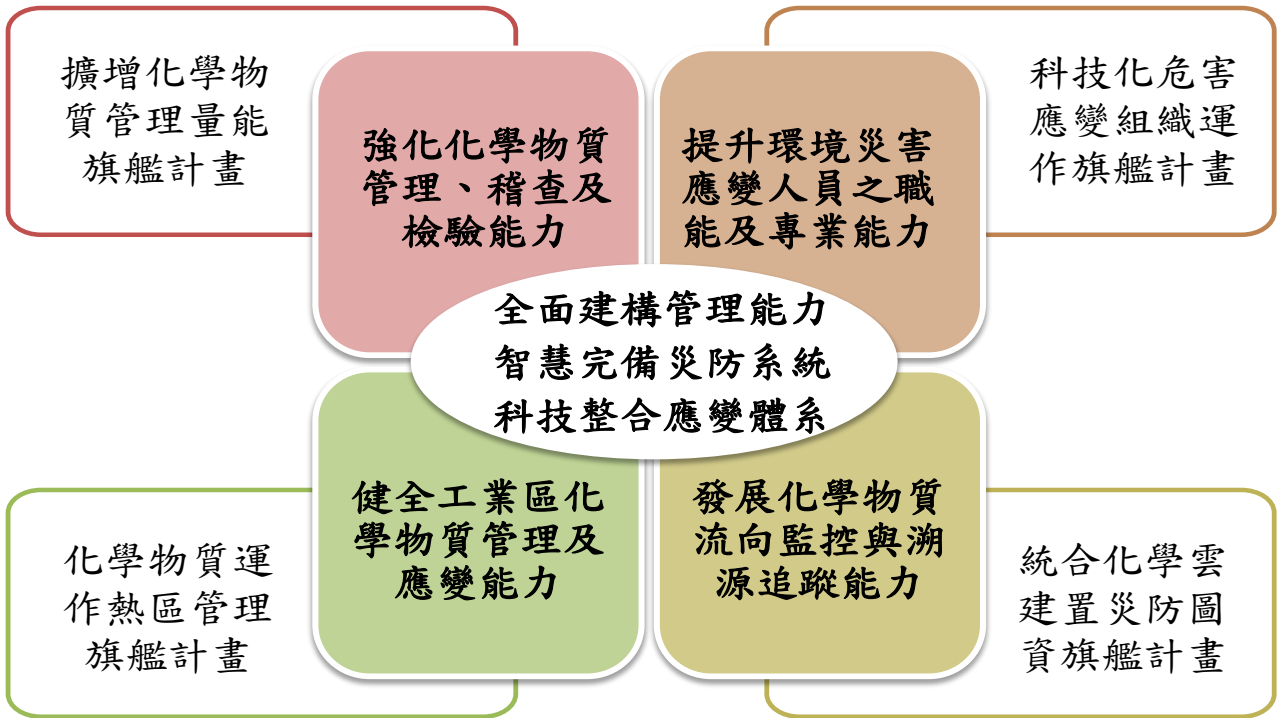 擴增化學物
質管理量能
旗艦計畫
強化化學物質
管理、稽查及
檢驗能力
提升環境災害
應變人員之職
能及專業能力
科技化危害
應變組織運
作旗艦計畫
全面建構管理能力
智慧完備災防系統
科技整合應變體系
化學物質運
作熱區管理
旗艦計畫
健全工業區化
學物質管理及
應變能力
發展化學物質
流向監控與溯
源追蹤能力
統合化學雲
建置災防圖
資旗艦計畫